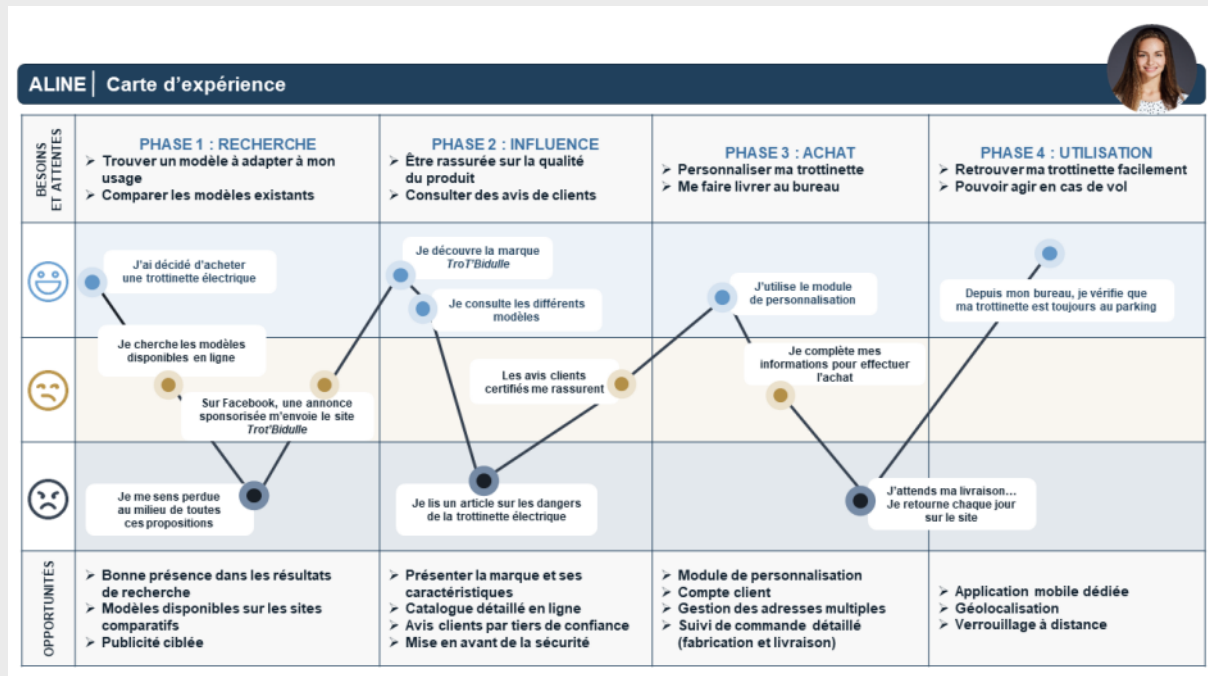 ALINE | Carte d'expérience
BESOINS
ET ATTENTES
PHASE 1 : RECHERCHE
➢ Trouver un modèle à adapter à mon
usage
➢ Comparer les modèles existants
PHASE 2 : INFLUENCE
➢ Être rassurée sur la qualité
du produit
➢ Consulter des avis de clients
PHASE 3 : ACHAT
➢ Personnaliser ma trottinette
➢ Me faire livrer au bureau
PHASE 4 : UTILISATION
➢ Retrouver ma trottinette facilement
➢ Pouvoir agir en cas de vol
J'ai décidé d'acheter
une trottinette électrique
Je cherche les modèles
disponibles en ligne
Sur Facebook, une annonce
sponsorisée m'envoie le site
Trot'Bidulle
Je me sens perdue
au milieu de toutes
ces propositions
Je découvre la marque
TroT'Bidulle
Je consulte les différents
modèles
Les avis clients
certifiés me rassurent
Je lis un article sur les dangers
de la trottinette électrique
J'utilise le module
de personnalisation
Je complète mes
informations pour effectuer
l'achat
J'attends ma livraison...
Je retourne chaque jour
sur le site
Depuis mon bureau, je vérifie que
ma trottinette est toujours au parking
OPPORTUNITÉS
➢ Bonne présence dans les résultats
de recherche
➢ Modèles disponibles sur les sites
comparatifs
➢ Publicité ciblée
➢ Présenter la marque et ses
caractéristiques
➢ Catalogue détaillé en ligne
➢ Avis clients par tiers de confiance
➢ Mise en avant de la sécurité
➢ Module de personnalisation
➢ Compte client
➢ Gestion des adresses multiples
➢ Suivi de commande détaillé
(fabrication et livraison)
➢ Application mobile dédiée
➢ Géolocalisation
➢ Verrouillage à distance